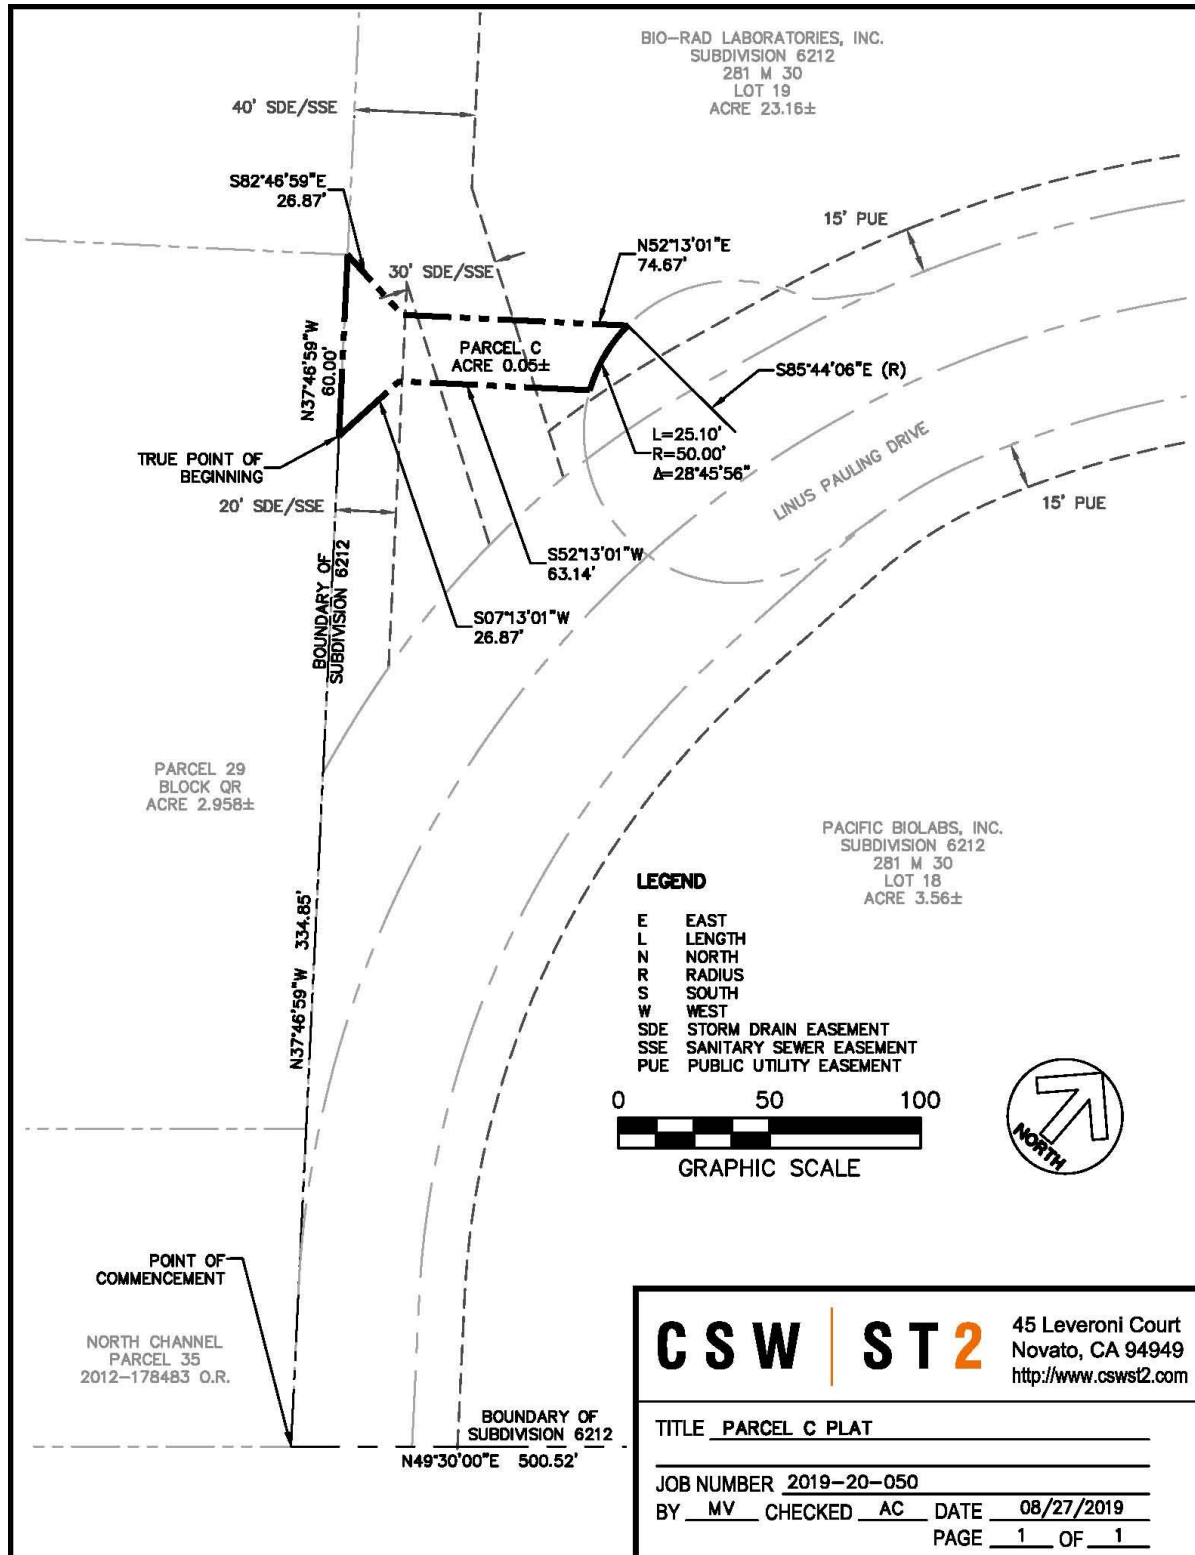 BIO-RAD LABORATORIES, INC.
SUBDIVISION 6212
281 M 30
LOT 19
ACRE 23.16±
40' SDE/SSE
S82°46'59"E
26.87'
15' PUE
N52°13'01"E
74.67'
30' SDE/SSE
N37°46'59"W
60.00'
PARCEL C
ACRE 0.05±
S85°44'06"E (R)
L=25.10'
R=50.00'
Δ=28°45'56"
TRUE POINT OF
BEGINNING
LINUS PAULING DRIVE
20' SDE/SSE
15' PUE
S52°13'01"W
63.14'
BOUNDARY OF
SUBDIVISION 6212
S07°13'01"W
26.87'
PARCEL 29
BLOCK QR
ACRE 2.958±
PACIFIC BIOLABS, INC.
SUBDIVISION 6212
281 M 30
LOT 18
ACRE 3.56±
N37°46'59"W 334.85'
LEGEND
E EAST
L LENGTH
N NORTH
R RADIUS
S SOUTH
W WEST
SDE STORM DRAIN EASEMENT
SSE SANITARY SEWER EASEMENT
PUE PUBLIC UTILITY EASEMENT
0 50 100
GRAPHIC SCALE
NORTH
POINT OF
COMMENCEMENT
NORTH CHANNEL
PARCEL 35
2012-178483 O.R.
BOUNDARY OF
SUBDIVISION 6212
N49°30'00"E 500.52'
CSW ST2
45 Leveroni Court
Novato, CA 94949
http://www.cswst2.com
TITLE PARCEL C PLAT
JOB NUMBER 2019-20-050
BY MV CHECKED AC DATE 08/27/2019
PAGE 1 OF 1